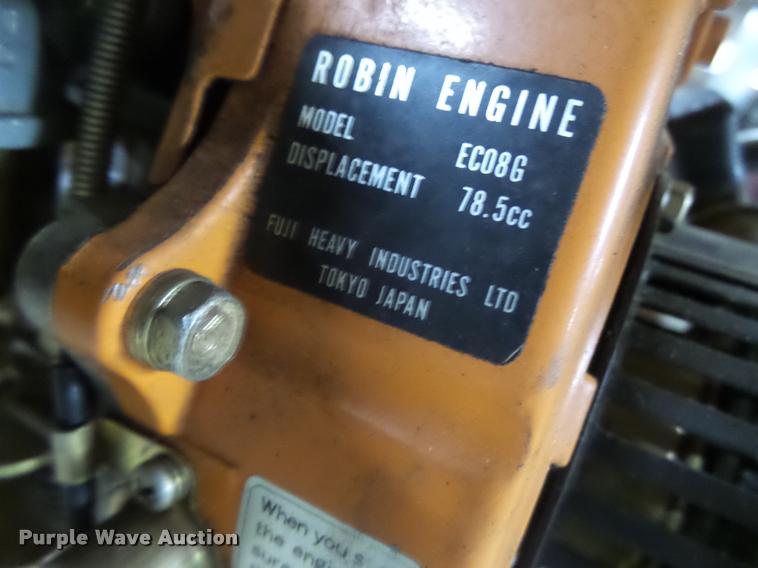 ROBIN ENGINE
MODEL EC08G
DISPLACEMENT 78.5cc
FUJI HEAVY INDUSTRIES LTD
TOKYO JAPAN
When you s
the engi
sure
Purple Wave Auction